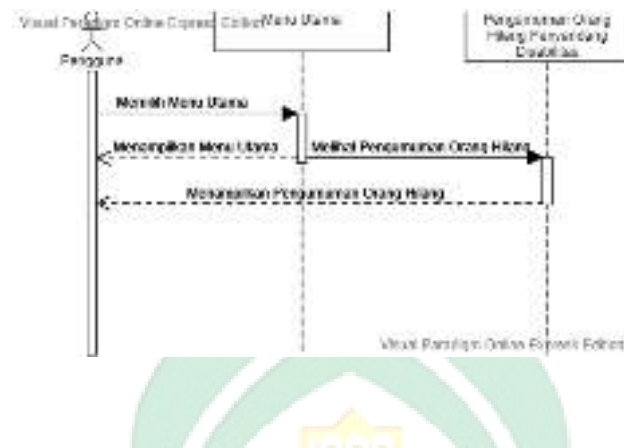 Visual Paradigm Online Express Edition
Menu Utama
Pengumuman Orang
Hilang Penyandang
Disabilitas
Pengguna
Memilih Menu Utama
Menampilkan Menu Utama
Melihat Pengumuman Orang Hilang
Menampilkan Pengumuman Orang Hilang
Visual Paradigm Online Express Edition